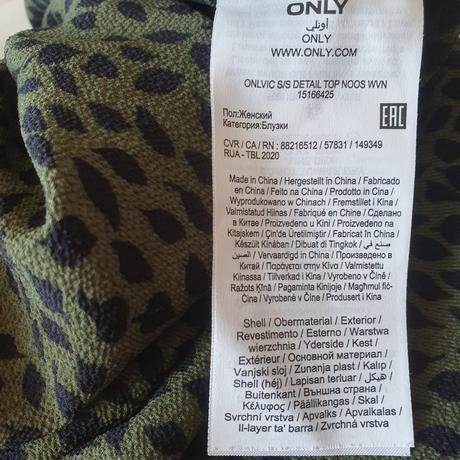 ONLY
أونلي
ONLY
WWW.ONLY.COM
ONLVIC S/S DETAIL TOP NOOS WVN
15166425
Пол:Женский
Категория:Блузки
EAC
CVR / CA / RN : 88216512 / 57831 / 149349
RUA - TBL 2020
Made in China / Hergestellt in China / Fabricado
en China / Feito na China / Prodotto in Cina /
Wyprodukowano w Chinach / Fremstillet i Kina /
Valmistatud Hiinas / Fabriqué en Chine / Сделано
в Китае / Proizvedeno u Kini / Proizvedeno na
Kitajskem / Çin'de Üretilmiştir / Fabricat în China /
Készült Kínában / Dibuat di Tingkok / صنع في
الصين / Vervaardigd in China / Произведено в
Китай / Παράγεται στην Κίνα / Valmistettu
Kiinassa / Tillverkad i Kina / Vyrobeno v Číně /
Ražots Ķīnā / Pagaminta Kinijoje / Magħmul fiċ-
Ċina / Vyrobené v Číne / Produsert i Kina
Shell / Obermaterial / Exterior /
Revestimento / Esterno / Warstwa
wierzchnia / Yderside / Kest /
Extérieur / Основной материал /
Vanjski sloj / Zunanja plast / Kalıp /
Shell (héj) / Lapisan terluar / هيكل /
Buitenkant / Външна страна /
Κέλυφος / Päällikangas / Skal /
Svrchní vrstva / Apvalks / Apvalkalas /
Il-layer ta' barra / Zvrchná vrstva